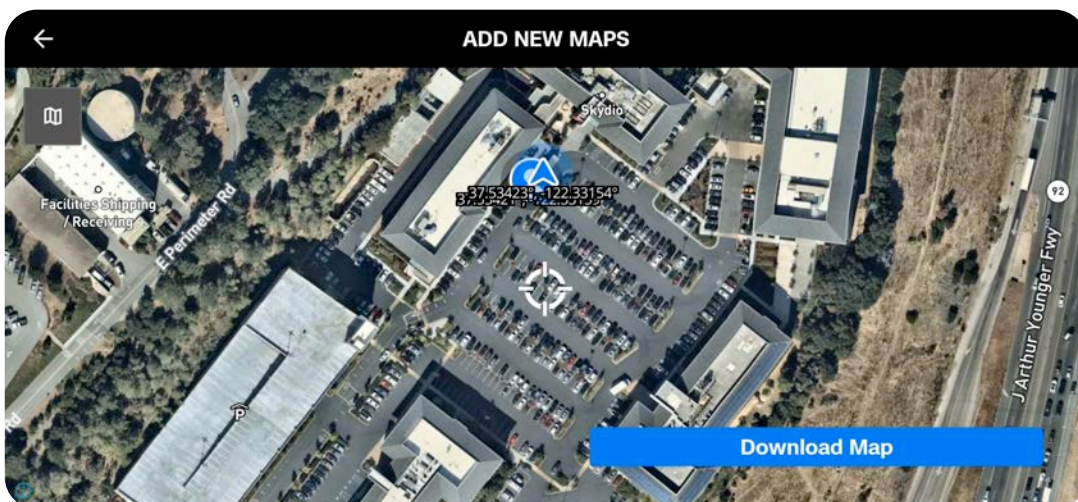 ADD NEW MAPS
Skydio
37.53423°, -122.33154°
92
Facilities Shipping
/ Receiving
E Perimeter Rd
J Arthur Younger Fwy
P
Rd
Download Map